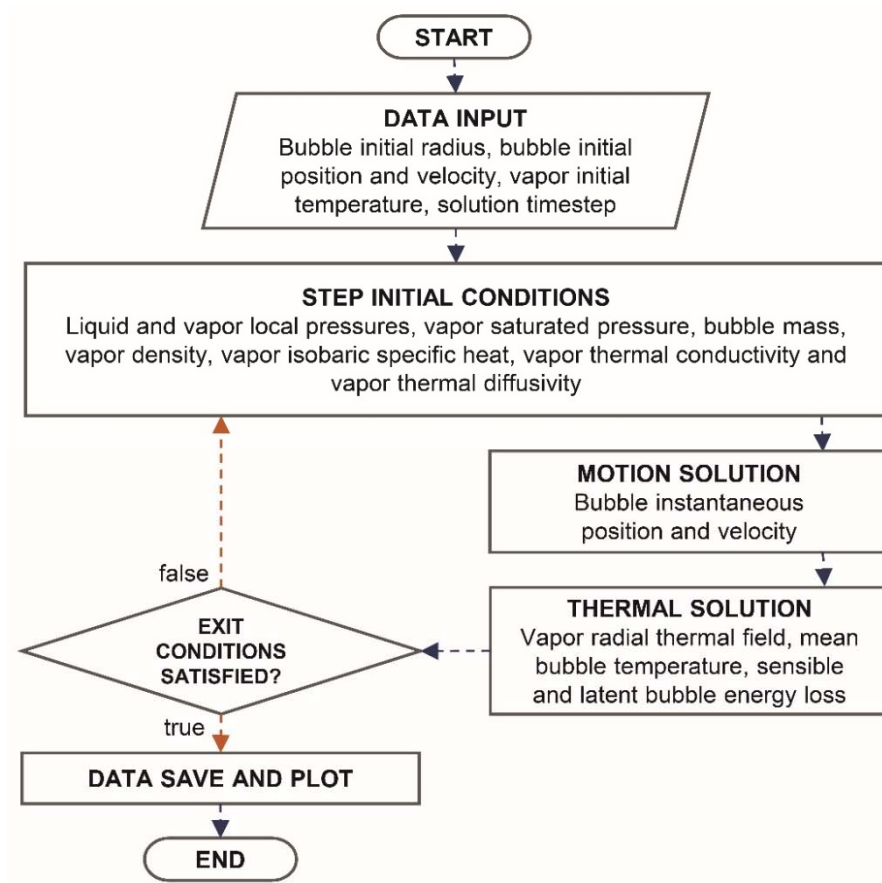 START
DATA INPUT
Bubble initial radius, bubble initial
position and velocity, vapor initial
temperature, solution timestep
STEP INITIAL CONDITIONS
Liquid and vapor local pressures, vapor saturated pressure, bubble mass,
vapor density, vapor isobaric specific heat, vapor thermal conductivity and
vapor thermal diffusivity
MOTION SOLUTION
Bubble instantaneous
position and velocity
THERMAL SOLUTION
Vapor radial thermal field, mean
bubble temperature, sensible
and latent bubble energy loss
false
EXIT
CONDITIONS
SATISFIED?
true
DATA SAVE AND PLOT
END